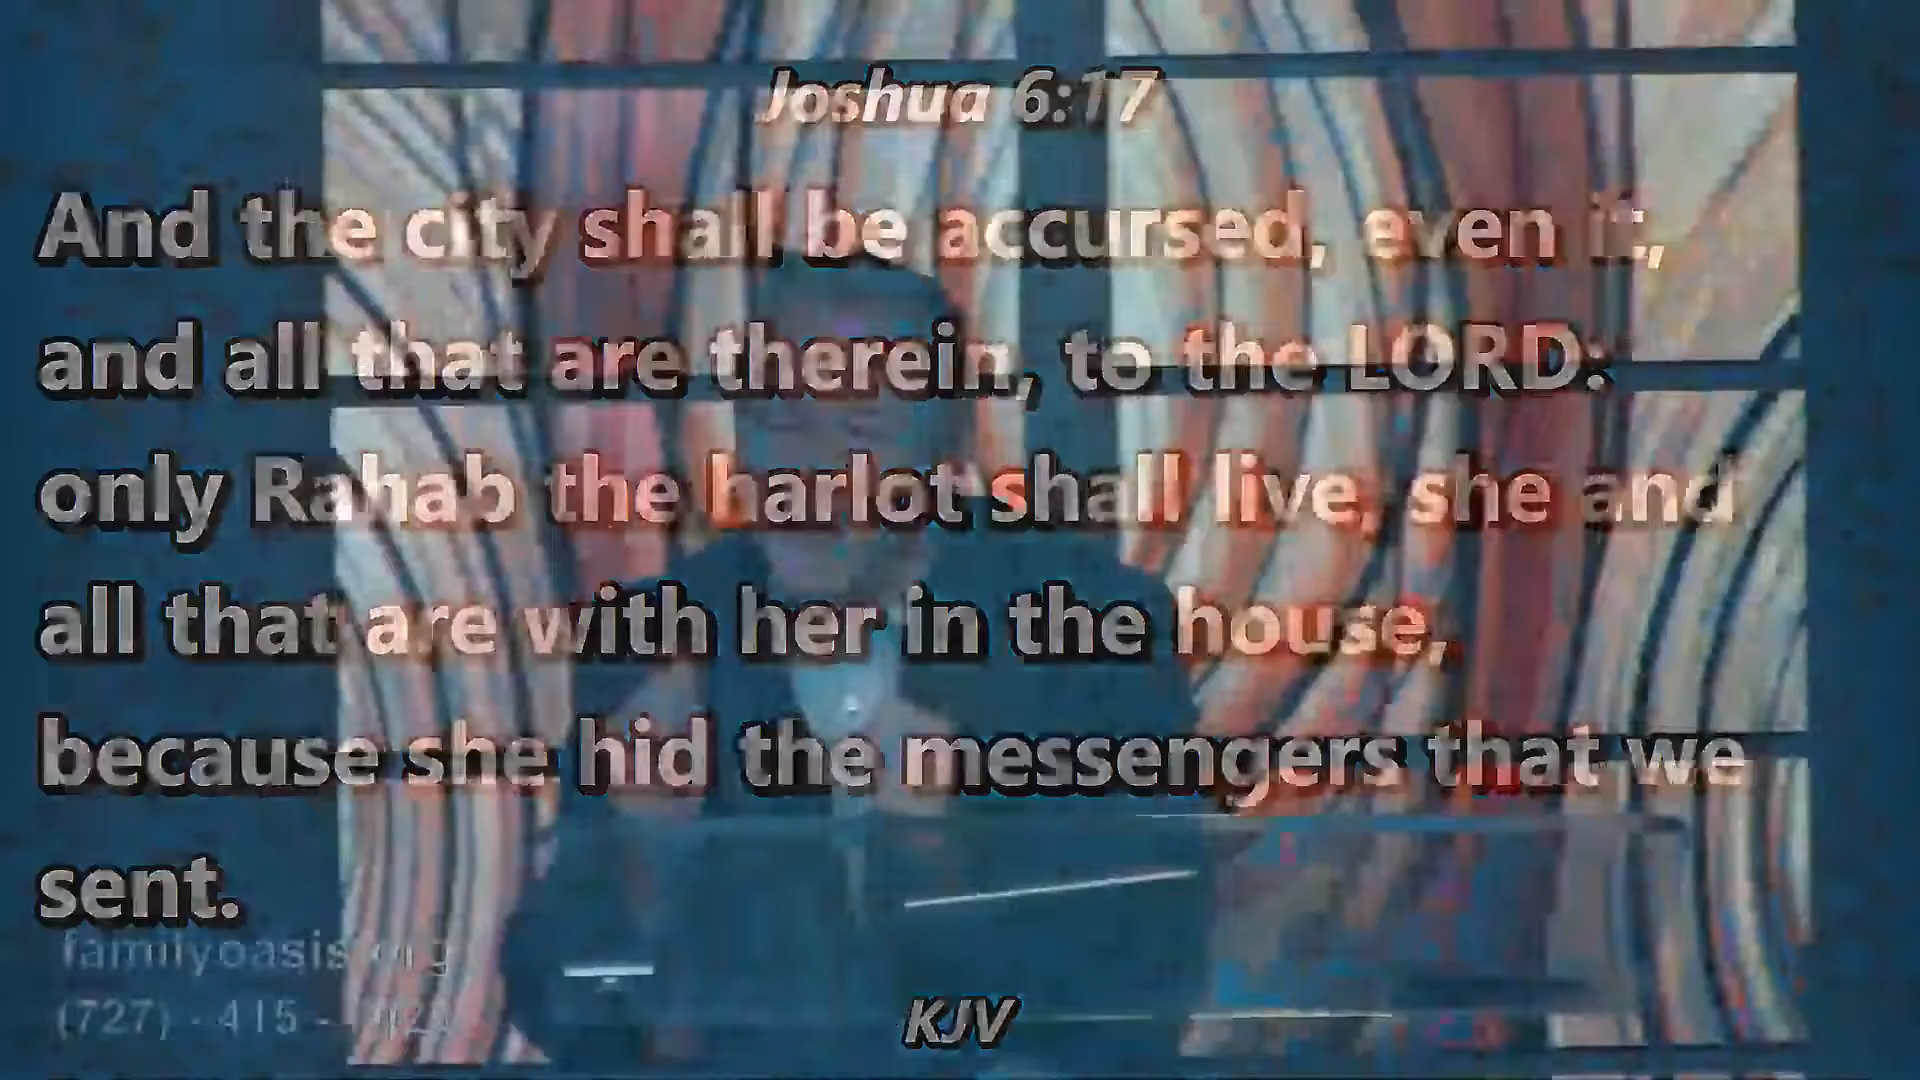 Joshua 6:17
And the city shall be accursed, even it,
and all that are therein, to the LORD:
only Rahab the harlot shall live, she and
all that are with her in the house,
because she hid the messengers that we
sent.
familyoasis.org
(727) - 415 -
KJV